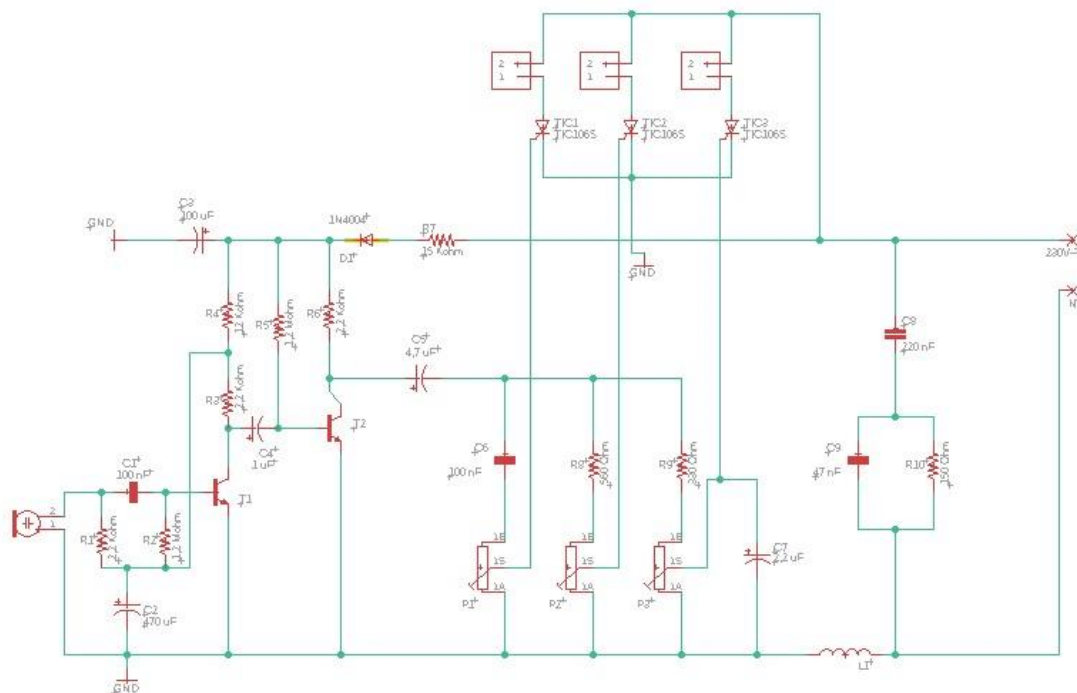 2
1
2
1
2
1
TIC1
TIC106S
TIC2
TIC106S
TIC3
TIC106S
C3
100 uF
GND
1N4004
D1
R7
15 Kohm
230V~
GND
N
R4
12 Kohm
R5
1,2 Mohm
R6
2,2 Kohm
C8
220 nF
C5
4,7 uF
R3
2,2 Kohm
T2
C4
1 uF
C6
100 nF
R8
560 Ohm
R9
330 Ohm
C9
47 nF
R10
150 Ohm
C1
100 nF
T1
2
1
R1
2,2 Kohm
R2
1,2 Mohm
1E
1S
1A
P1
1E
1S
1A
P2
1E
1S
1A
P3
C7
2,2 uF
C2
470 uF
L1
GND